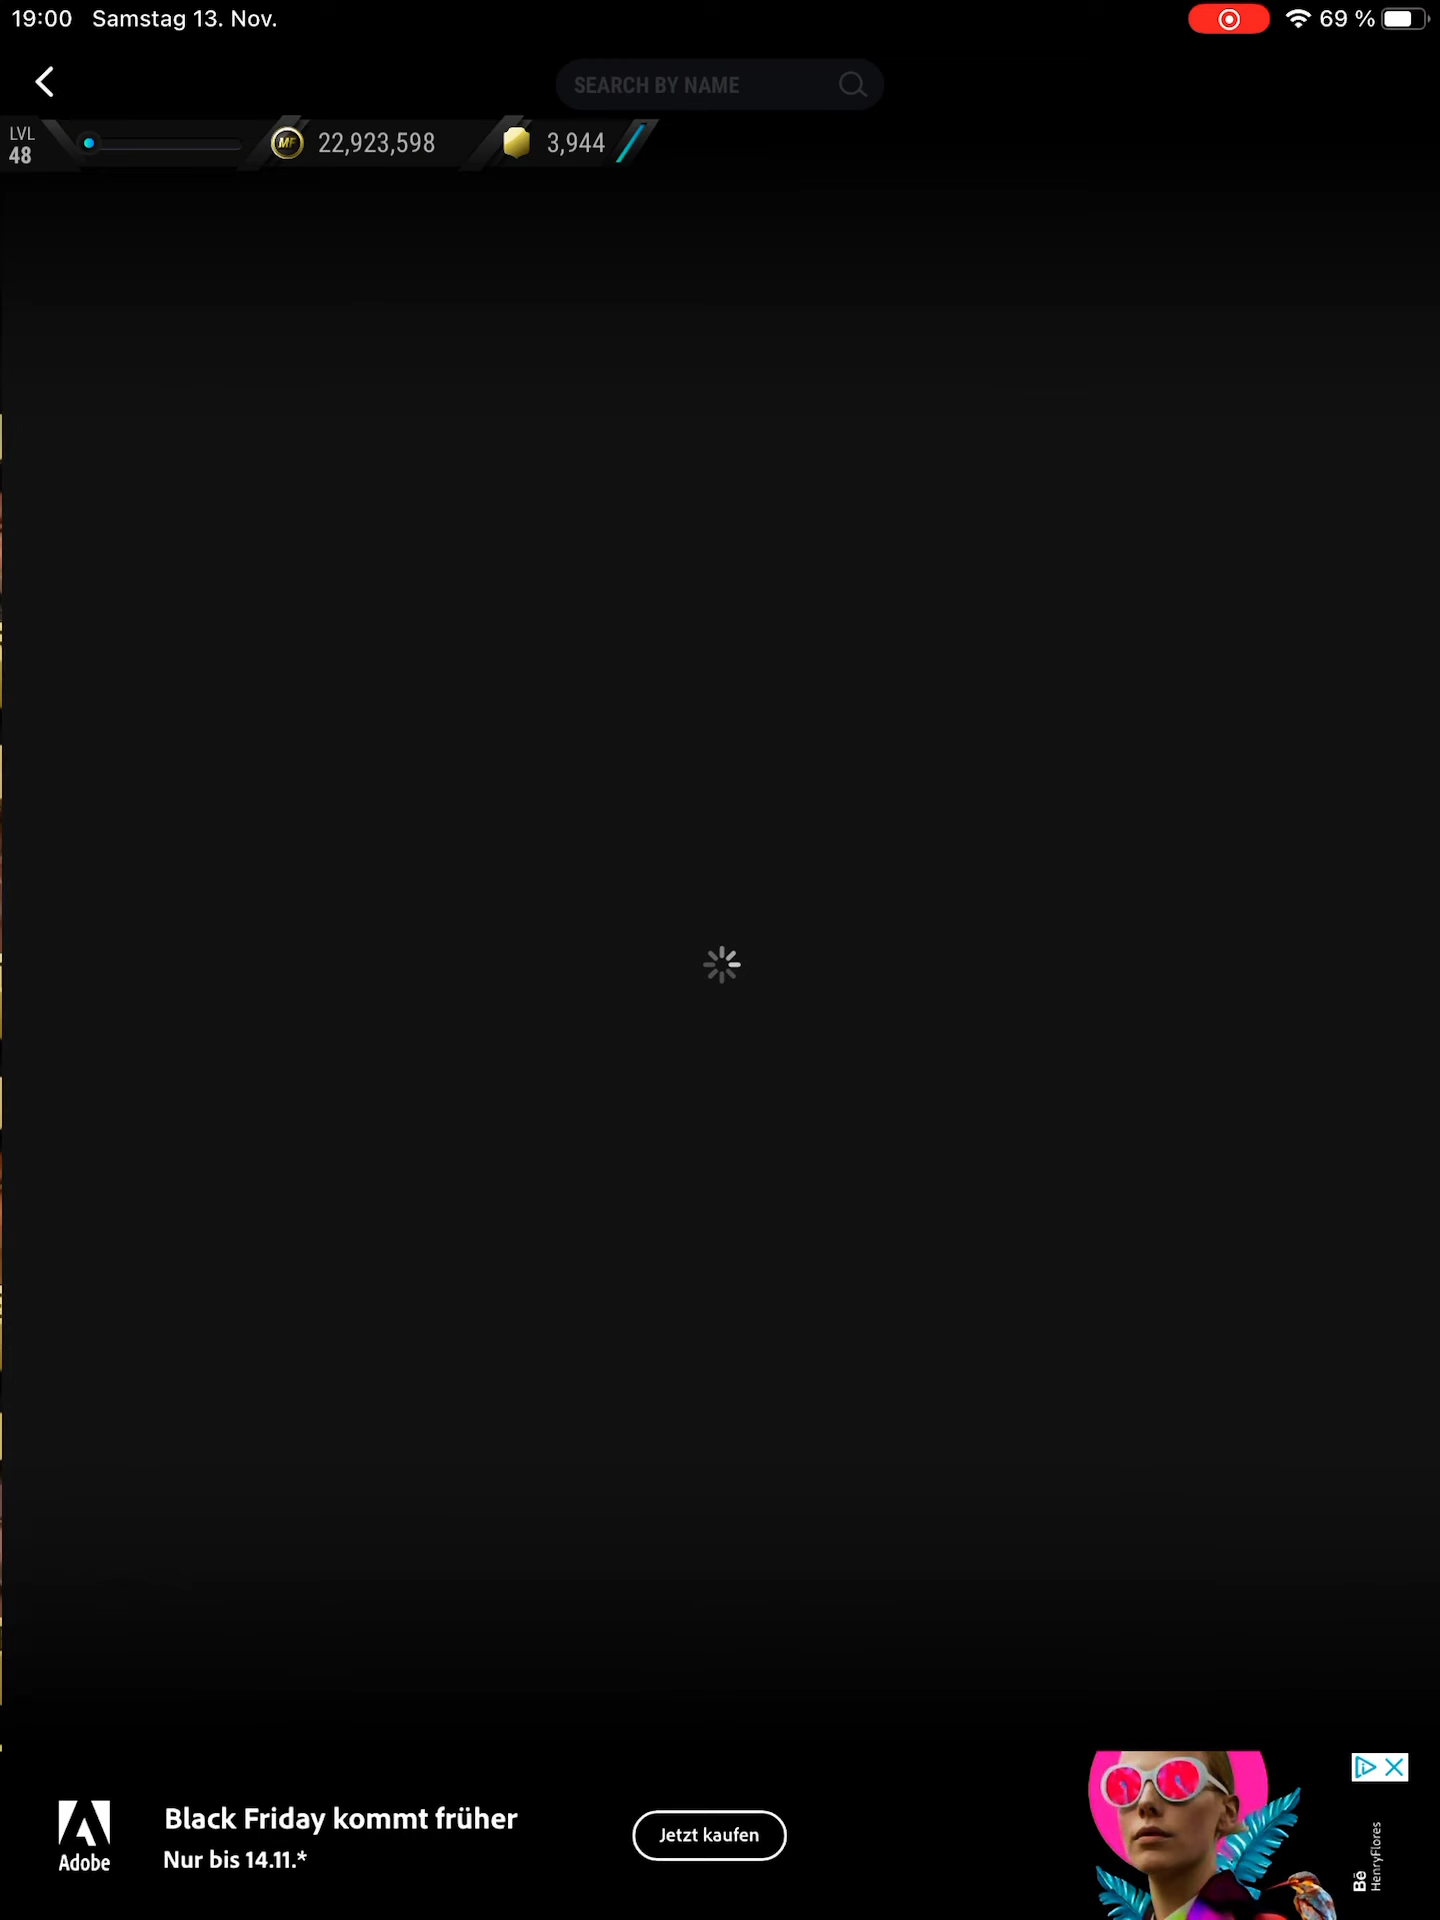 19:00 Samstag 13. Nov. 69 %
SEARCH BY NAME
LVL
48
MF 22,923,598 3,944
Black Friday kommt früher
Nur bis 14.11.*
Jetzt kaufen
Adobe
Bē
HenryFlores